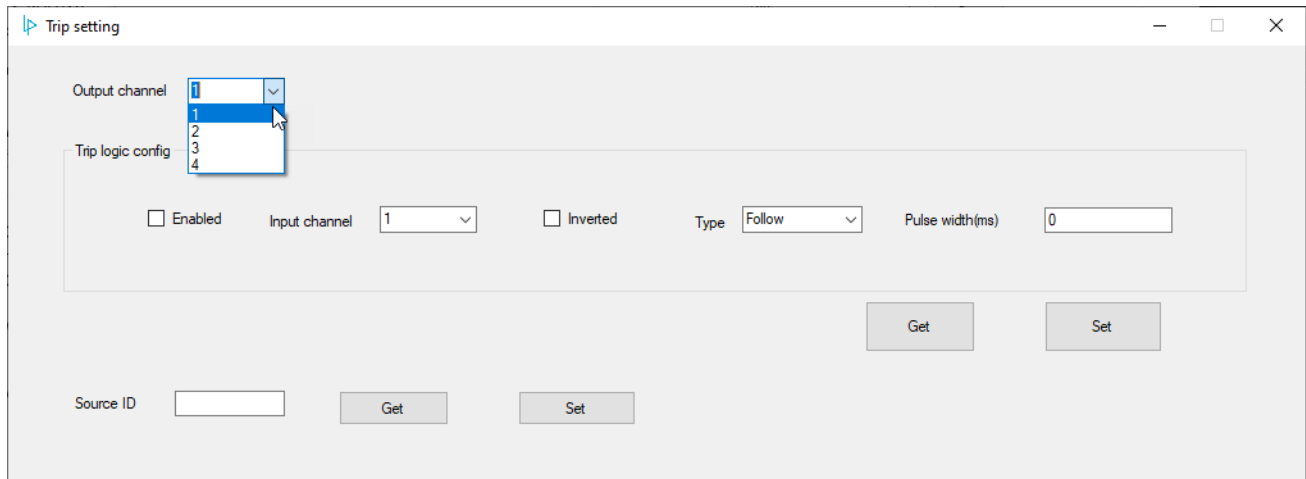 Trip setting
Output channel 1
1
2
3
4
Trip logic config
Enabled Input channel 1 Inverted Type Follow Pulse width(ms) 0
Get Set
Source ID Get Set